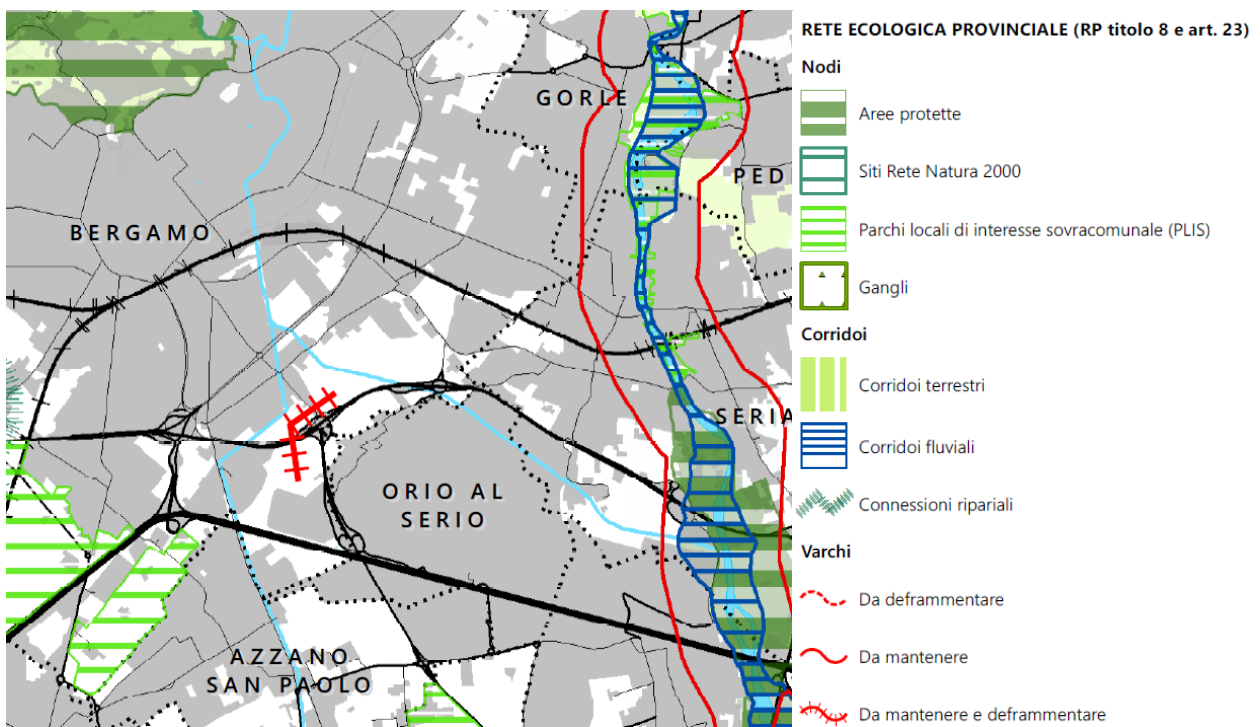 GORLE
PED
BERGAMO
SERIA
ORIO AL
SERIO
AZZANO
SAN PAOLO
RETE ECOLOGICA PROVINCIALE (RP titolo 8 e art. 23)
Nodi
Aree protette
Siti Rete Natura 2000
Parchi locali di interesse sovracomunale (PLIS)
Gangli
Corridoi
Corridoi terrestri
Corridoi fluviali
Connessioni ripariali
Varchi
Da deframmentare
Da mantenere
Da mantenere e deframmentare